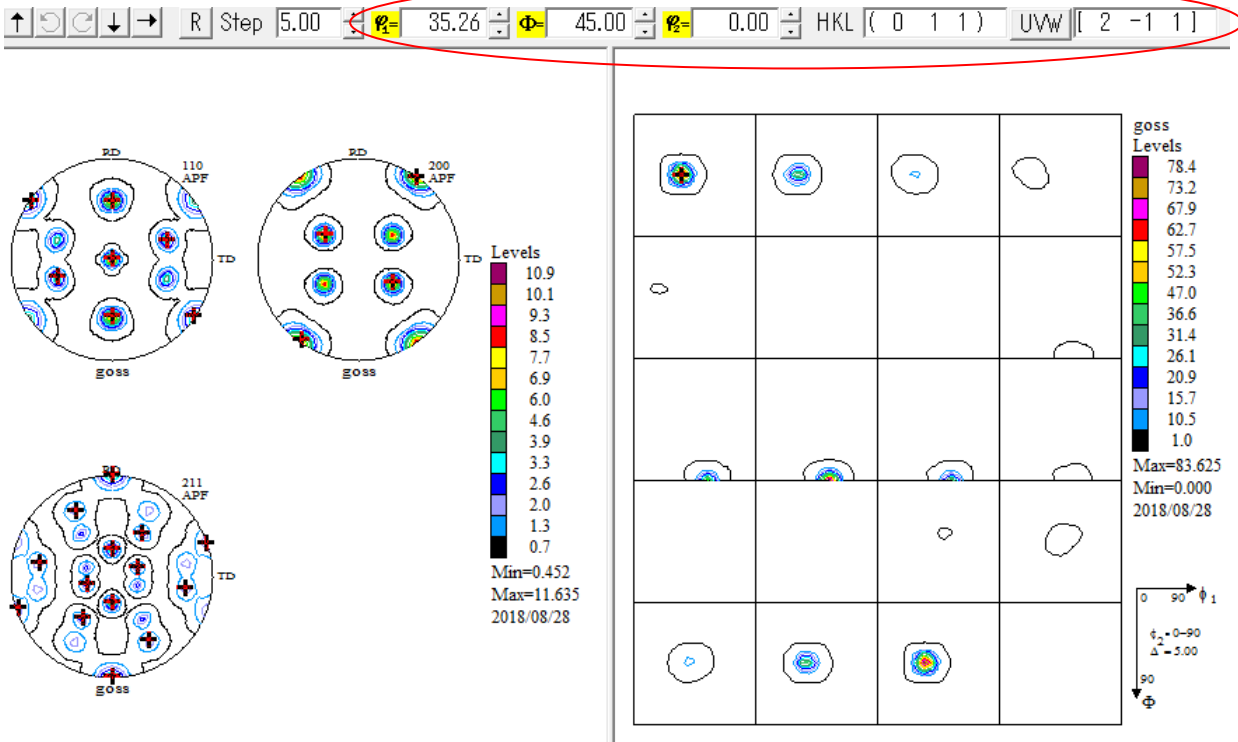 R Step 5.00 φ1= 35.26 Φ= 45.00 φ2= 0.00 HKL ( 0 1 1 ) UVW [ 2 -1 1 ]
RD
110
APF
TD
goss
RD
200
APF
TD
goss
RD
211
APF
TD
goss
Levels
10.9
10.1
9.3
8.5
7.7
6.9
6.0
4.6
3.9
3.3
2.6
2.0
1.3
0.7
Min=0.452
Max=11.635
2018/08/28
goss
Levels
78.4
73.2
67.9
62.7
57.5
52.3
47.0
36.6
31.4
26.1
20.9
15.7
10.5
1.0
Max=83.625
Min=0.000
2018/08/28
0 90 ϕ1
ϕ2=0-90
Δ=5.00
90
Φ